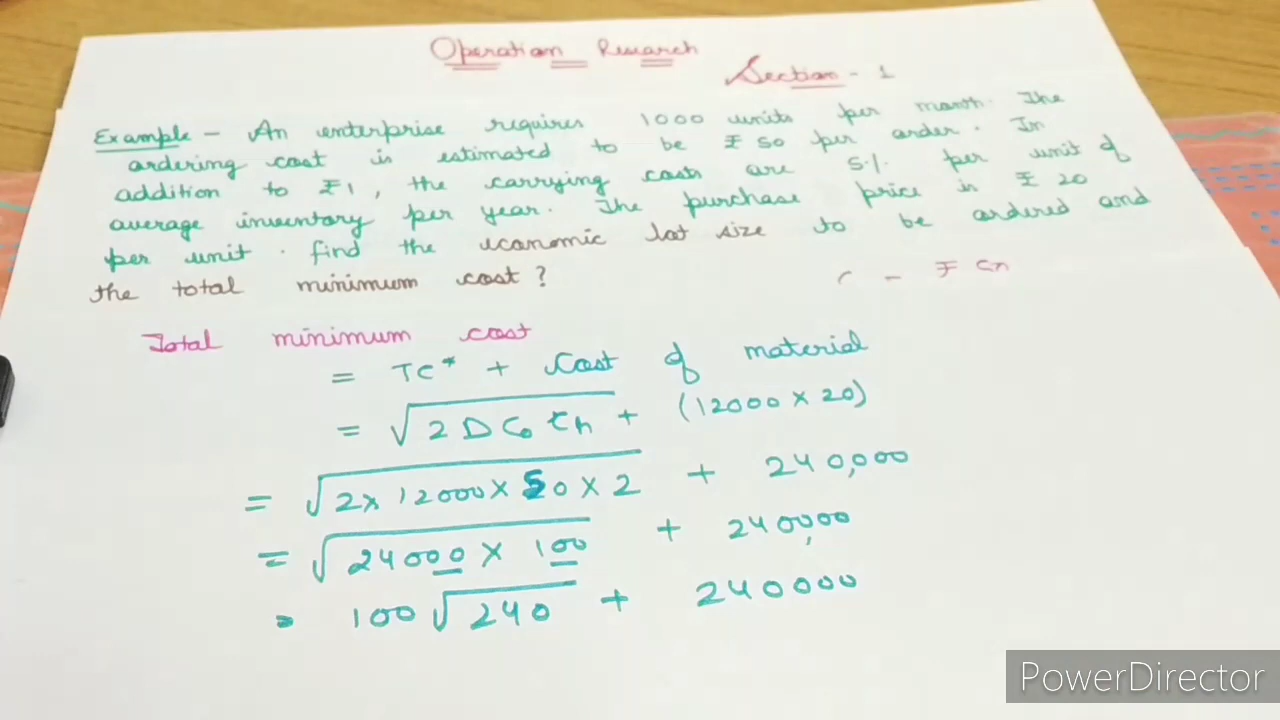 Operation Research
Section - 1
Example - An enterprise requires 1000 units per month. The
ordering cost is estimated to be ₹ 50 per order. In
addition to ₹1, the carrying costs are 5% per unit of
average inventory per year. The purchase price is ₹ 20
per unit. find the economic lot size to be ordered and
the total minimum cost?
Total minimum cost
= TC* + Cost of material
= √2DCoCh + (12000 × 20)
= √2× 12000× 50×2 + 240,000
= √24000 × 100 + 240,000
= 100√240 + 240000
PowerDirector